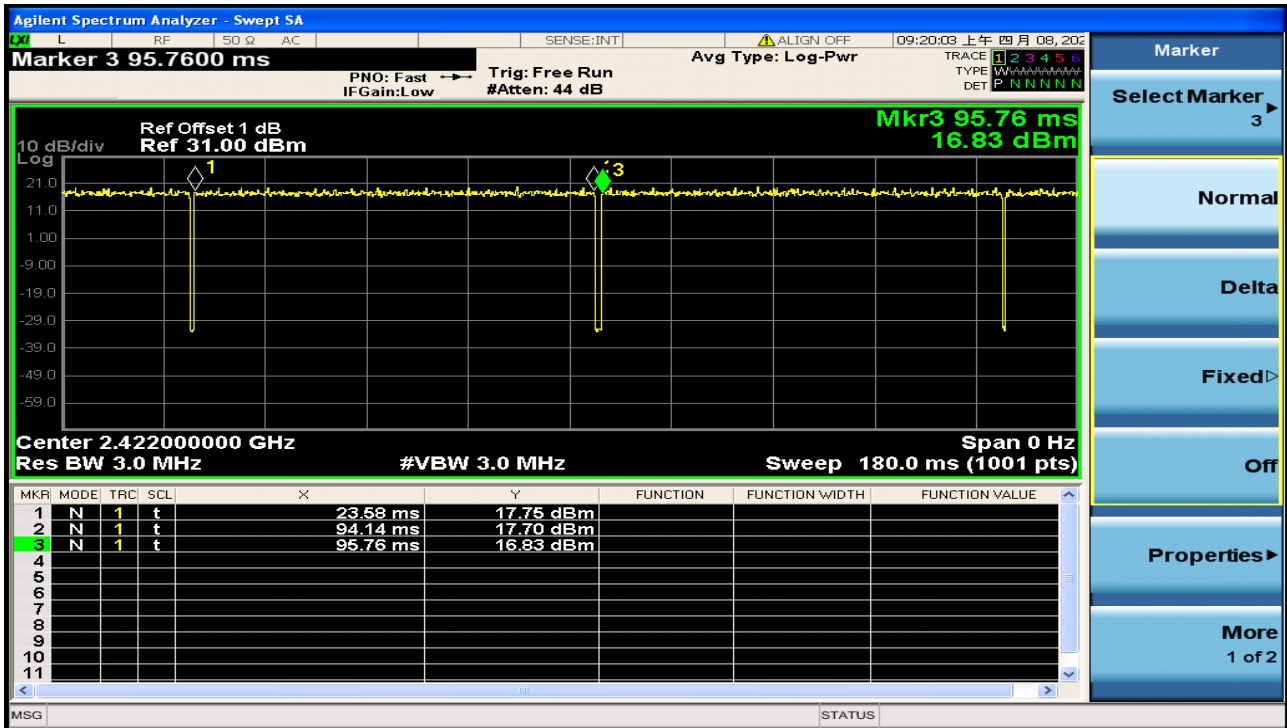 Agilent Spectrum Analyzer - Swept SA
LXI L RF 50 Ω AC SENSE:INT ALIGN OFF 09:20:03 上午 四月 08, 202
Marker 3 95.7600 ms
PNO: Fast
IFGain:Low
Trig: Free Run
#Atten: 44 dB
Avg Type: Log-Pwr
TRACE 1 2 3 4 5 6
TYPE W
DET P N N N N N
Ref Offset 1 dB
10 dB/div Ref 31.00 dBm
Log
Mkr3 95.76 ms
16.83 dBm
21.0
11.0
1.00
-9.00
-19.0
-29.0
-39.0
-49.0
-59.0
1
3
Center 2.422000000 GHz Span 0 Hz
Res BW 3.0 MHz #VBW 3.0 MHz Sweep 180.0 ms (1001 pts)
MKR MODE TRC SCL X Y FUNCTION FUNCTION WIDTH FUNCTION VALUE
1 N 1 t 23.58 ms 17.75 dBm
2 N 1 t 94.14 ms 17.70 dBm
3 N 1 t 95.76 ms 16.83 dBm
4
5
6
7
8
9
10
11
MSG STATUS
Marker
Select Marker
3
Normal
Delta
Fixed
Off
Properties
More
1 of 2